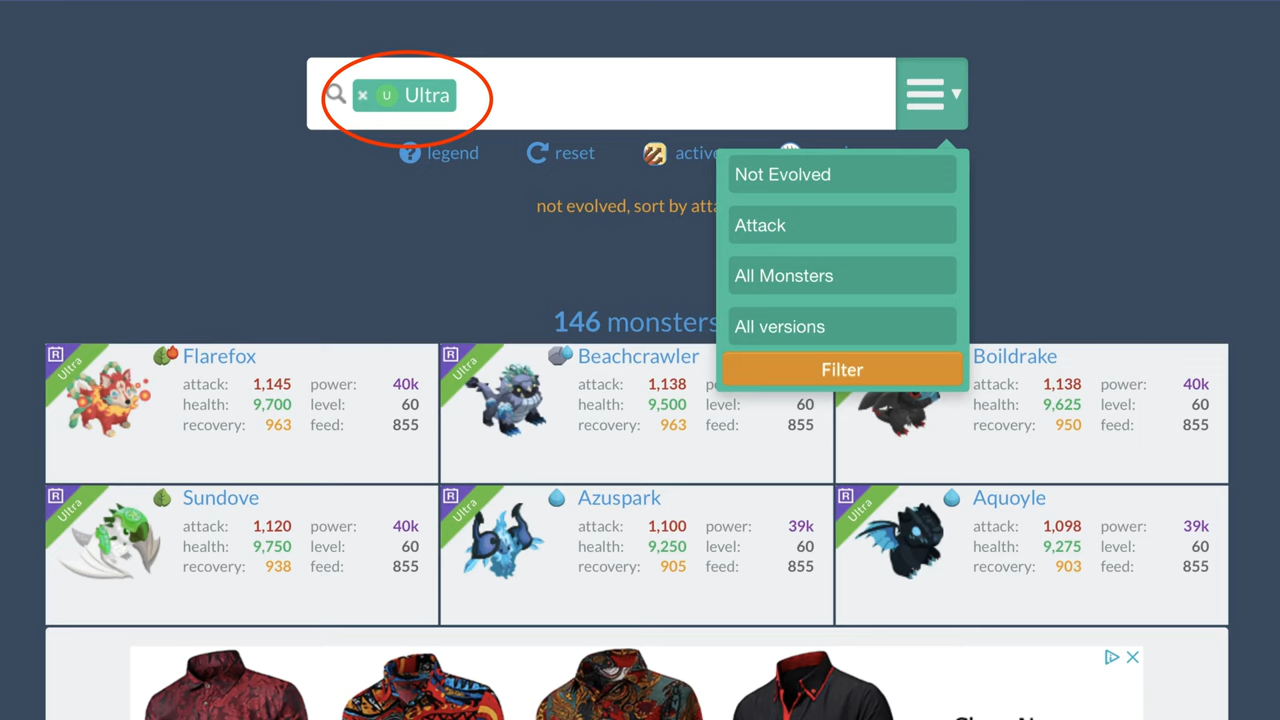 U Ultra
legend reset active
Not Evolved
not evolved, sort by
Attack
All Monsters
All versions
Filter
146 monsters
R Ultra Flarefox
attack: 1,145 power: 40k
health: 9,700 level: 60
recovery: 963 feed: 855
R Ultra Beachcrawler
attack: 1,138
health: 9,500 60
recovery: 963 feed: 855
Boildrake
attack: 1,138 power: 40k
health: 9,625 level: 60
recovery: 950 feed: 855
R Ultra Sundove
attack: 1,120 power: 40k
health: 9,750 level: 60
recovery: 938 feed: 855
R Ultra Azuspark
attack: 1,100 power: 39k
health: 9,250 level: 60
recovery: 905 feed: 855
R Ultra Aquoyle
attack: 1,098 power: 39k
health: 9,275 level: 60
recovery: 903 feed: 855